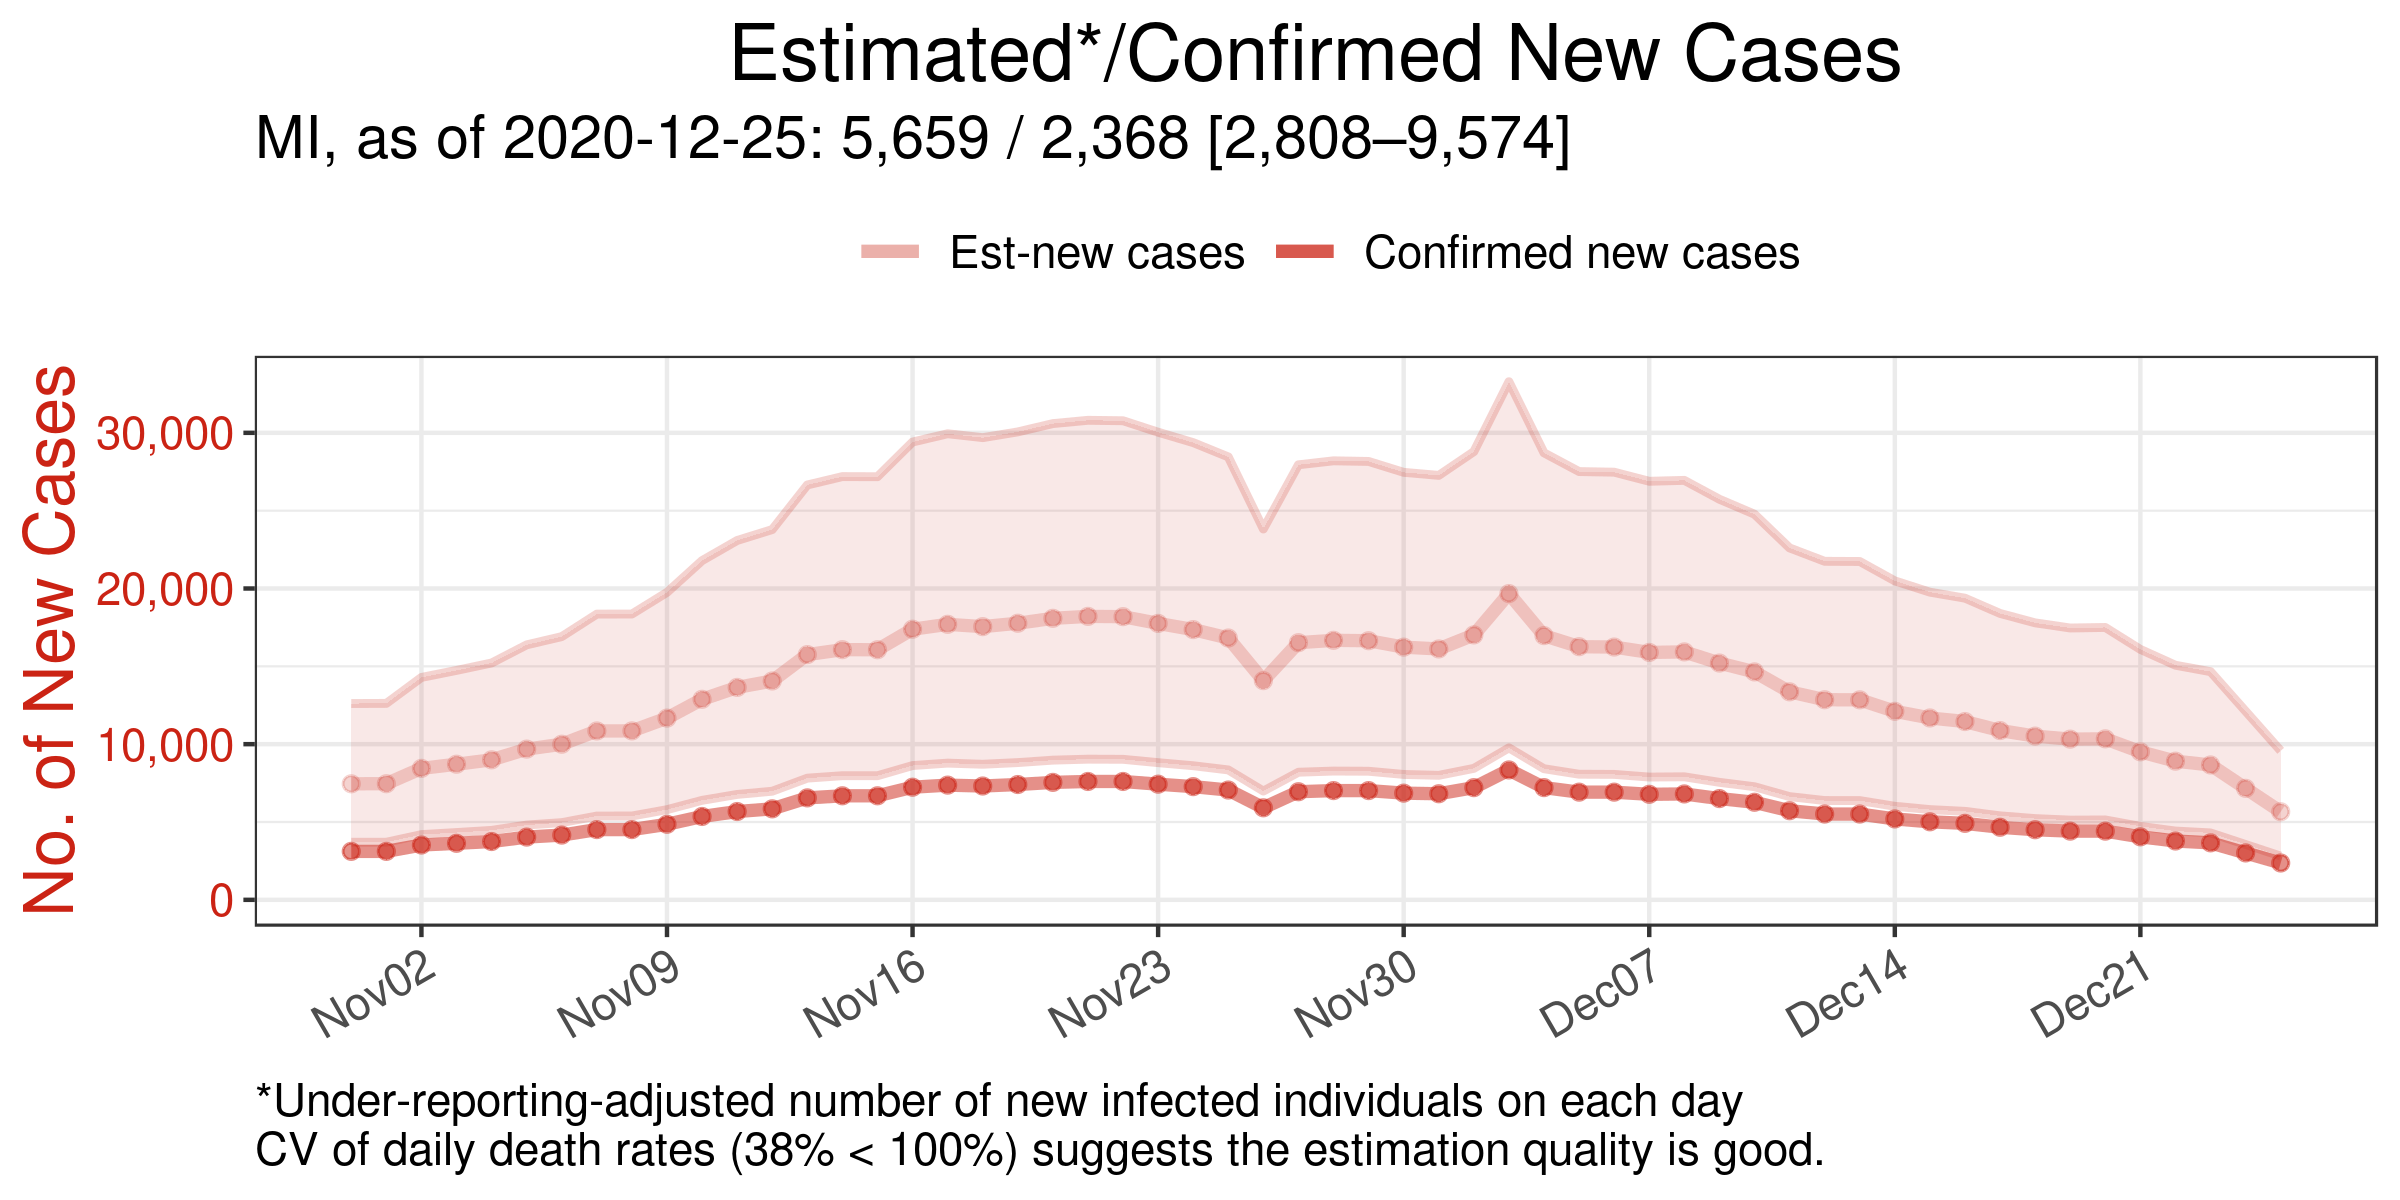 Estimated*/Confirmed New Cases
MI, as of 2020-12-25: 5,659 / 2,368 [2,808–9,574]
Est-new cases
Confirmed new cases
No. of New Cases
30,000
20,000
10,000
0
Nov02
Nov09
Nov16
Nov23
Nov30
Dec07
Dec14
Dec21
*Under-reporting-adjusted number of new infected individuals on each day
CV of daily death rates (38% < 100%) suggests the estimation quality is good.